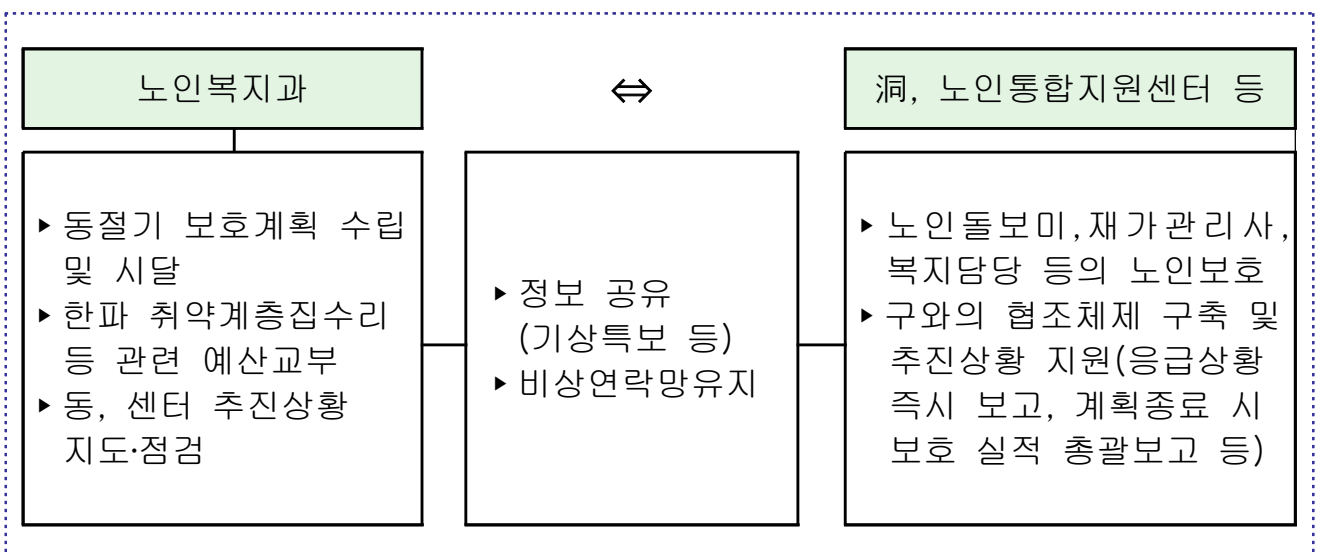 노인복지과
⇔
洞, 노인통합지원센터 등
▸동절기 보호계획 수립
및 시달
▸한파 취약계층집수리
등 관련 예산교부
▸동, 센터 추진상황
지도·점검
▸정보 공유
(기상특보 등)
▸비상연락망유지
▸노인돌보미,재가관리사,
복지담당 등의 노인보호
▸구와의 협조체제 구축 및
추진상황 지원(응급상황
즉시 보고, 계획종료 시
보호 실적 총괄보고 등)